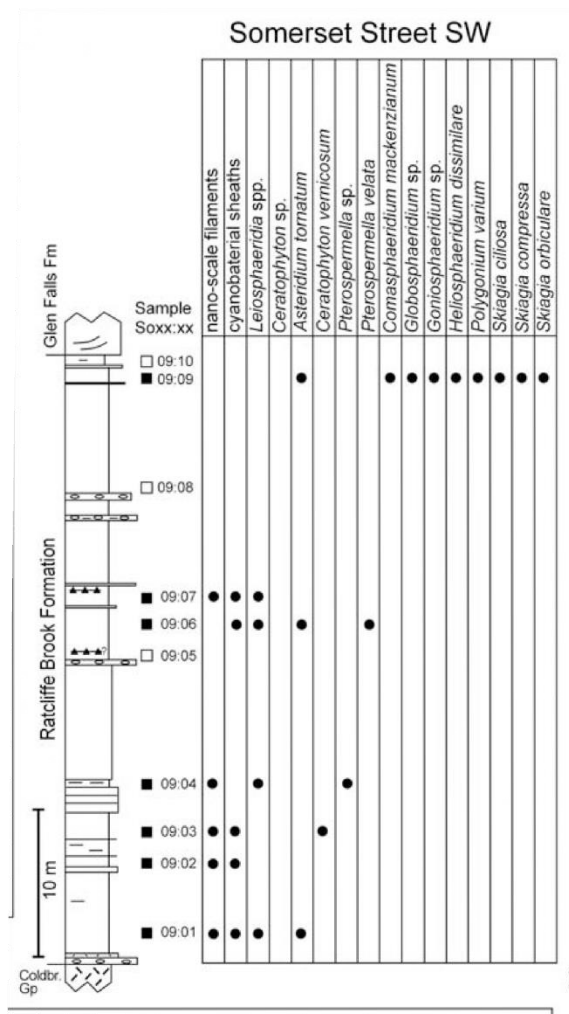 Somerset Street SW
nano-scale filaments
cyanobaterial sheaths
Leiosphaeridia spp.
Ceratophyton sp.
Asteridium tornatum
Ceratophyton vernicosum
Pterospermella sp.
Pterospermella velata
Comasphaeridium mackenzianum
Globosphaeridium sp.
Goniosphaeridium sp.
Heliosphaeridium dissimilare
Polygonium varium
Skiagia ciliosa
Skiagia compressa
Skiagia orbiculare
Glen Falls Fm
Sample
Soxx:xx
09:10
09:09
09:08
09:07
09:06
?
09:05
Ratcliffe Brook Formation
09:04
09:03
09:02
10 m
09:01
Coldbr.
Gp